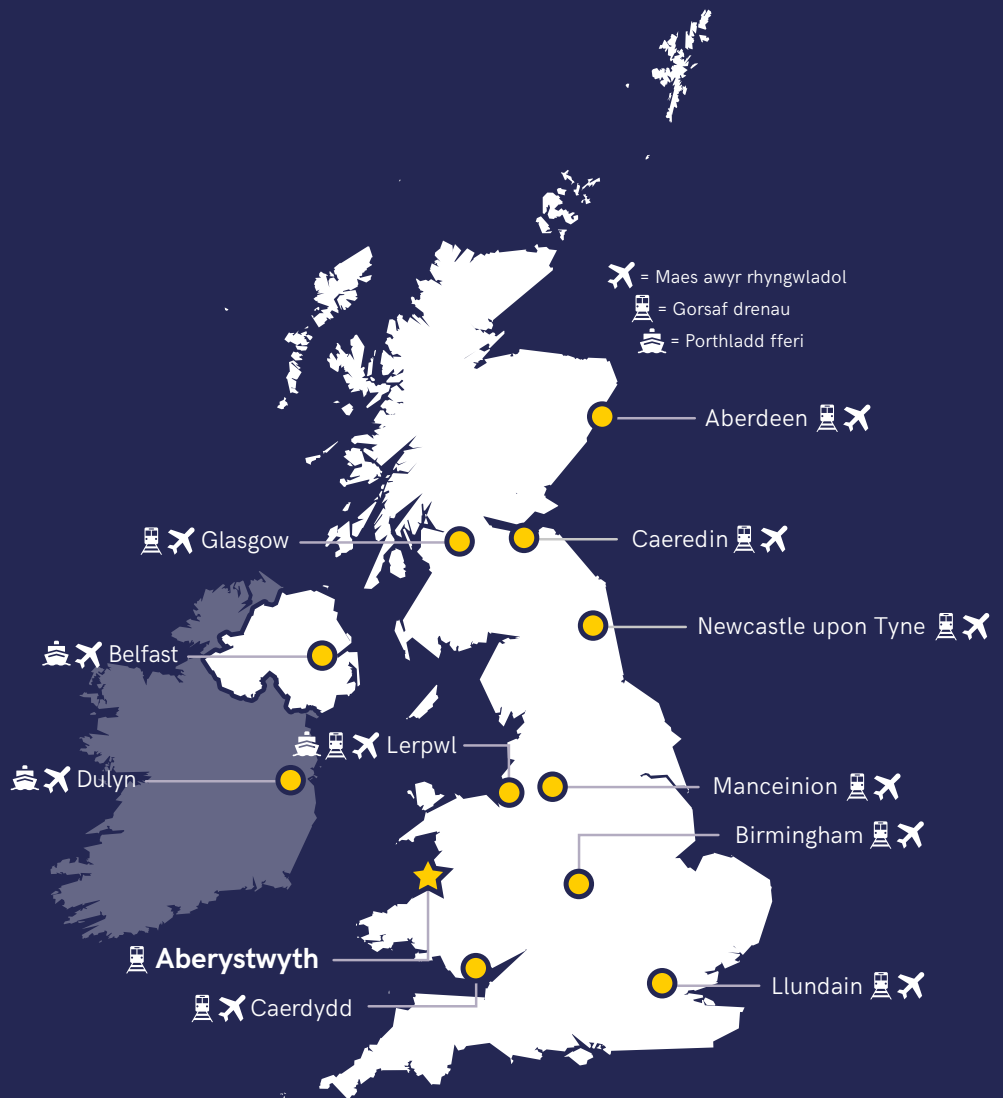 = Maes awyr rhyngwladol
= Gorsaf drenau
= Porthladd fferi
Aberdeen
Glasgow
Caeredin
Newcastle upon Tyne
Belfast
Lerpwl
Dulyn
Manceinion
Birmingham
Aberystwyth
Llundain
Caerdydd